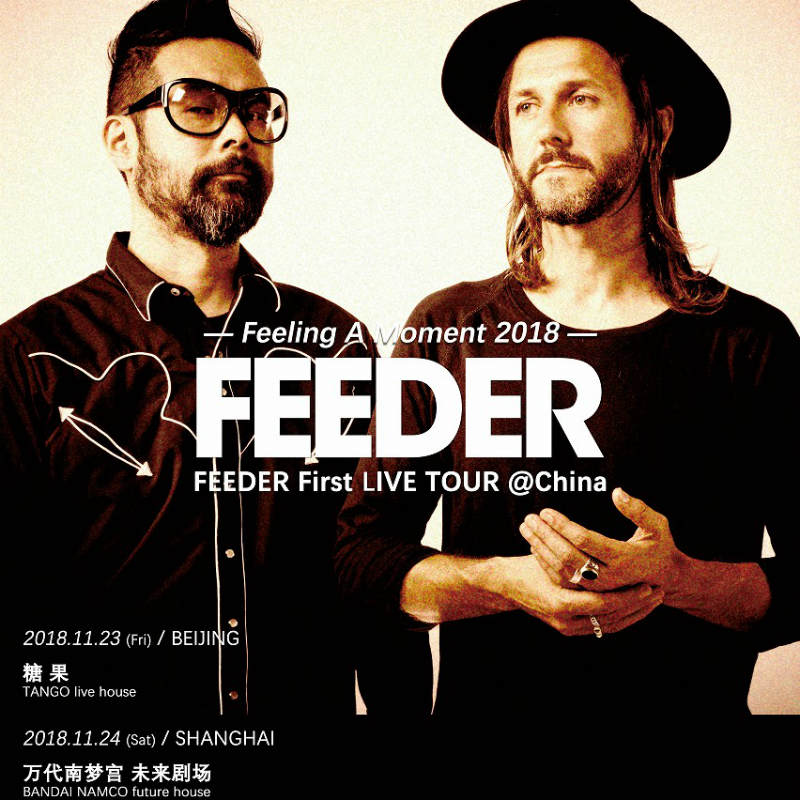 — Feeling A Moment 2018 —
FEEDER
FEEDER First LIVE TOUR @China
2018.11.23 (Fri) / BEIJING
糖 果
TANGO live house
2018.11.24 (Sat) / SHANGHAI
万代南梦宫 未来剧场
BANDAI NAMCO future house